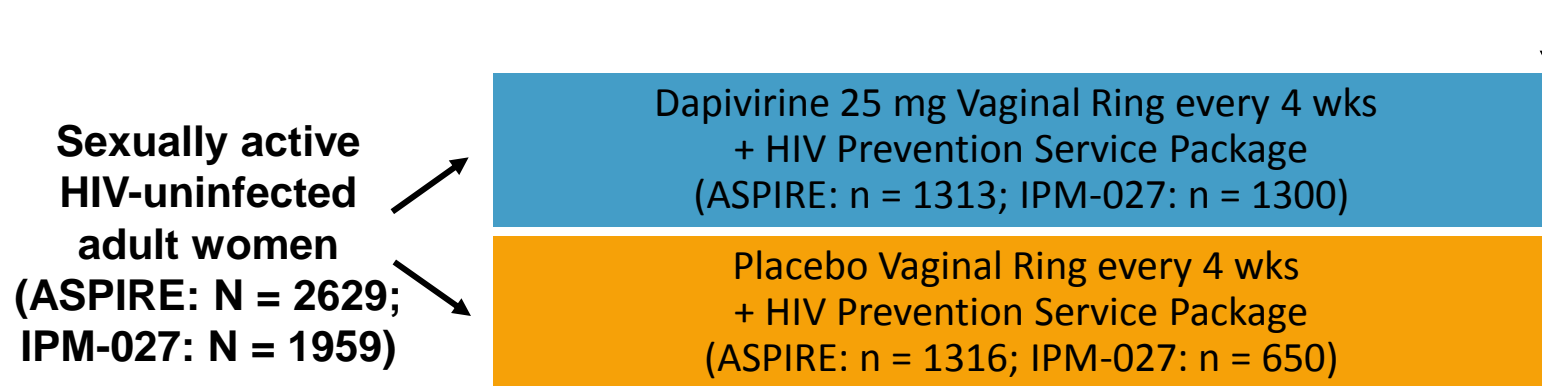 Sexually active
HIV-uninfected
adult women
(ASPIRE: N = 2629;
IPM-027: N = 1959)
Dapivirine 25 mg Vaginal Ring every 4 wks
+ HIV Prevention Service Package
(ASPIRE: n = 1313; IPM-027: n = 1300)
Placebo Vaginal Ring every 4 wks
+ HIV Prevention Service Package
(ASPIRE: n = 1316; IPM-027: n = 650)